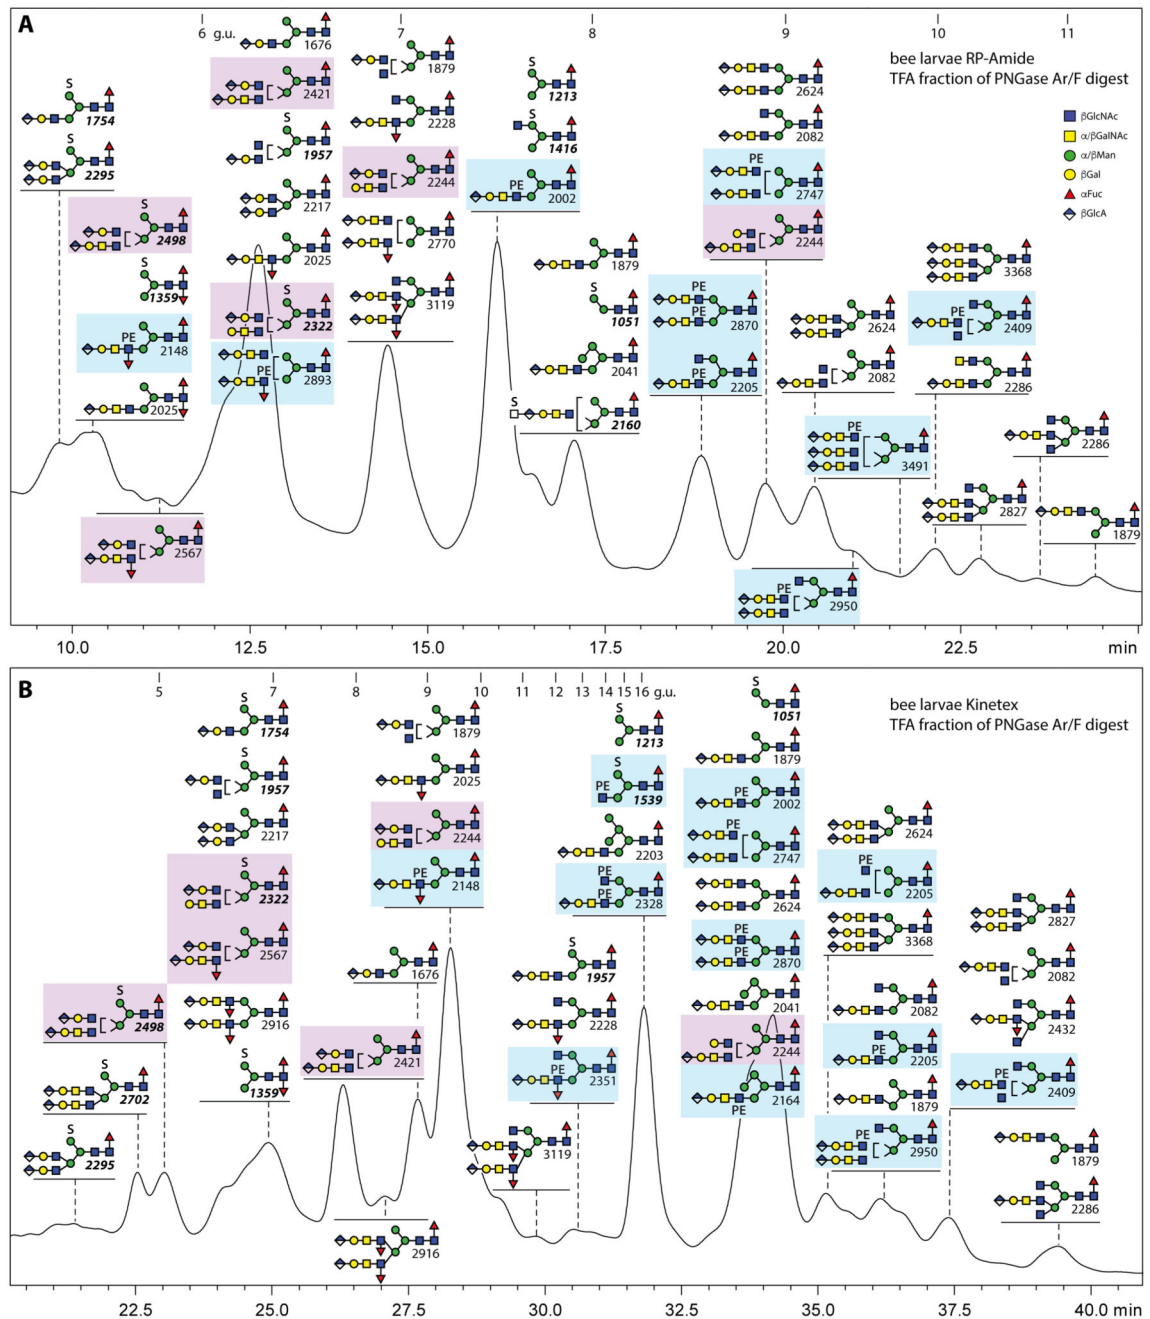 A
6 g.u. 7 8 9 10 11
bee larvae RP-Amide
TFA fraction of PNGase Ar/F digest
βGlcNAc
α/βGalNAc
α/βMan
βGal
αFuc
βGlcA
S
1754
S
2295
S
2498
S
1359
PE
2148
2025
2567
1676
2421
S
1957
2217
2025
S
2322
PE
2893
1879
2228
2244
2770
3119
S
1213
S
1416
PE
2002
1879
S
1051
2041
S
2160
PE
PE
2870
PE
2205
2624
2082
PE
2747
2244
2624
2082
PE
3491
PE
2950
3368
PE
2409
2286
2827
2286
1879
10.0 12.5 15.0 17.5 20.0 22.5 min
B
5 7 8 9 10 11 12 13 14 15 16 g.u.
bee larvae Kinetex
TFA fraction of PNGase Ar/F digest
S
2498
S
2702
S
2295
S
1754
S
1957
2217
S
2322
2567
2916
S
1359
1879
2025
2244
PE
2148
1676
2421
2916
S
1213
S
PE
1539
2203
PE
PE
2328
S
1957
2228
PE
2351
3119
S
1051
1879
PE
2002
PE
2747
2624
PE
PE
2870
2041
2244
2164
PE
2624
PE
2205
3368
2082
PE
2205
1879
PE
2950
2827
2082
2432
PE
2409
1879
2286
22.5 25.0 27.5 30.0 32.5 35.0 37.5 40.0 min